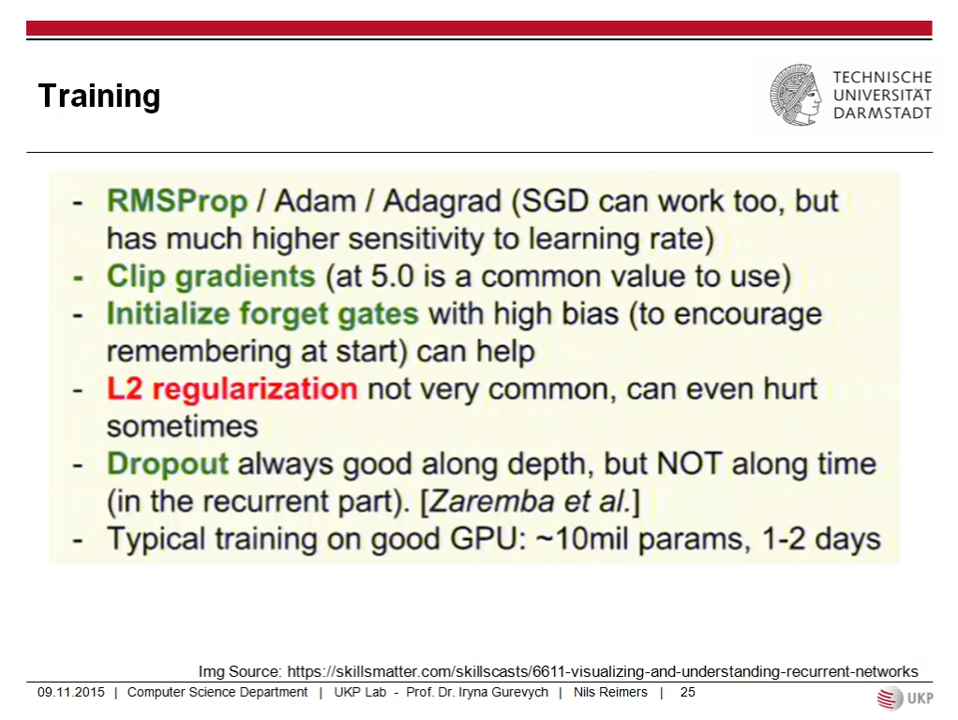 Training
TECHNISCHE
UNIVERSITÄT
DARMSTADT
- RMSProp / Adam / Adagrad (SGD can work too, but
has much higher sensitivity to learning rate)
- Clip gradients (at 5.0 is a common value to use)
- Initialize forget gates with high bias (to encourage
remembering at start) can help
- L2 regularization not very common, can even hurt
sometimes
- Dropout always good along depth, but NOT along time
(in the recurrent part). [Zaremba et al.]
- Typical training on good GPU: ~10mil params, 1-2 days
Img Source: https://skillsmatter.com/skillscasts/6611-visualizing-and-understanding-recurrent-networks
09.11.2015 | Computer Science Department | UKP Lab - Prof. Dr. Iryna Gurevych | Nils Reimers | 25
UKP